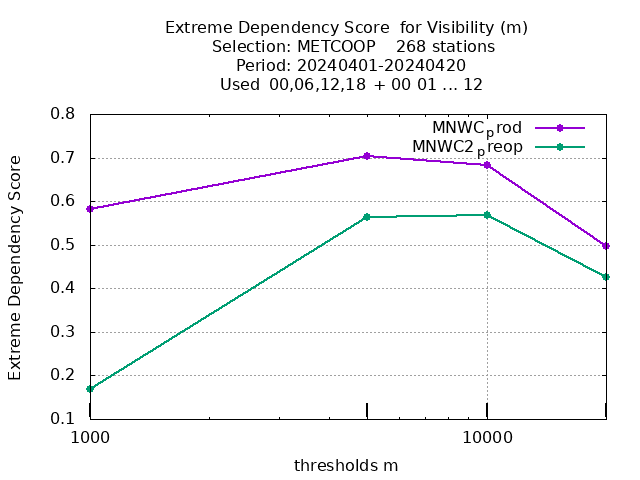 Extreme Dependency Score for Visibility (m)
Selection: METCOOP 268 stations
Period: 20240401-20240420
Used 00,06,12,18 + 00 01 ... 12
MNWCprod
MNWC2preop
Extreme Dependency Score
0.8
0.7
0.6
0.5
0.4
0.3
0.2
0.1
1000 10000
thresholds m